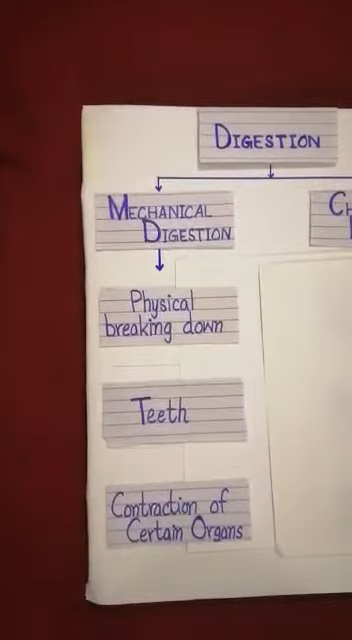 DIGESTION
MECHANICAL
DIGESTION
Physical
breaking down
Teeth
Contraction of
Certain Organs